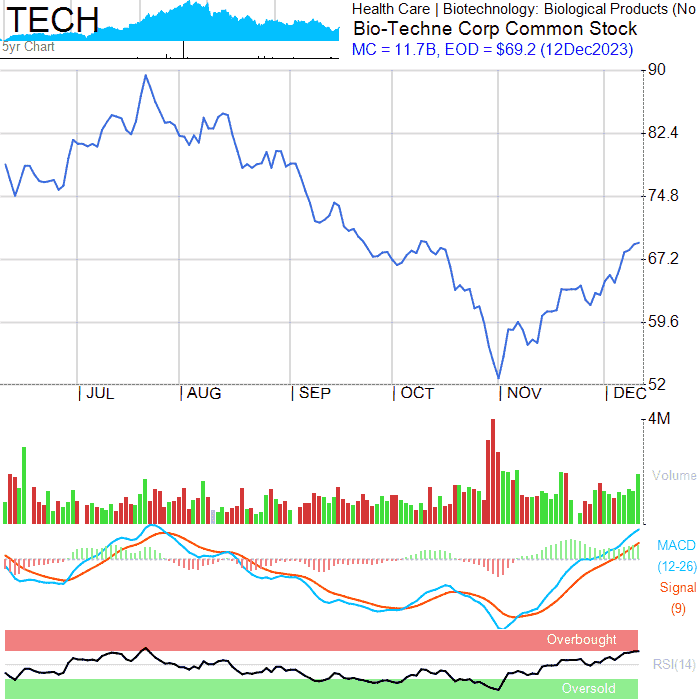 TECH
5yr Chart
Health Care | Biotechnology: Biological Products (No
Bio-Techne Corp Common Stock
MC = 11.7B, EOD = $69.2 (12Dec2023)
90
82.4
74.8
67.2
59.6
52
JUL
AUG
SEP
OCT
NOV
DEC
4M
Volume
MACD
(12-26)
Signal
(9)
Overbought
RSI(14)
Oversold